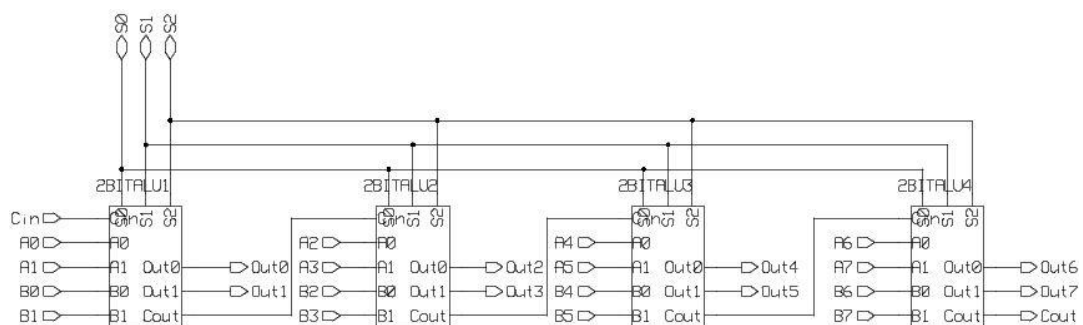 S0 S1 S2
2BITALU1 2BITALU2 2BITALU3 2BITALU4
S0 S1 S2 S0 S1 S2 S0 S1 S2 S0 S1 S2
Cin Cin Cin Cin Cin
A0 A0 A2 A0 A4 A0 A6 A0
A1 A1 Out0 Out0 A3 A1 Out0 Out2 A5 A1 Out0 Out4 A7 A1 Out0 Out6
B0 B0 Out1 Out1 B2 B0 Out1 Out3 B4 B0 Out1 Out5 B6 B0 Out1 Out7
B1 B1 Cout B3 B1 Cout B5 B1 Cout B7 B1 Cout Cout